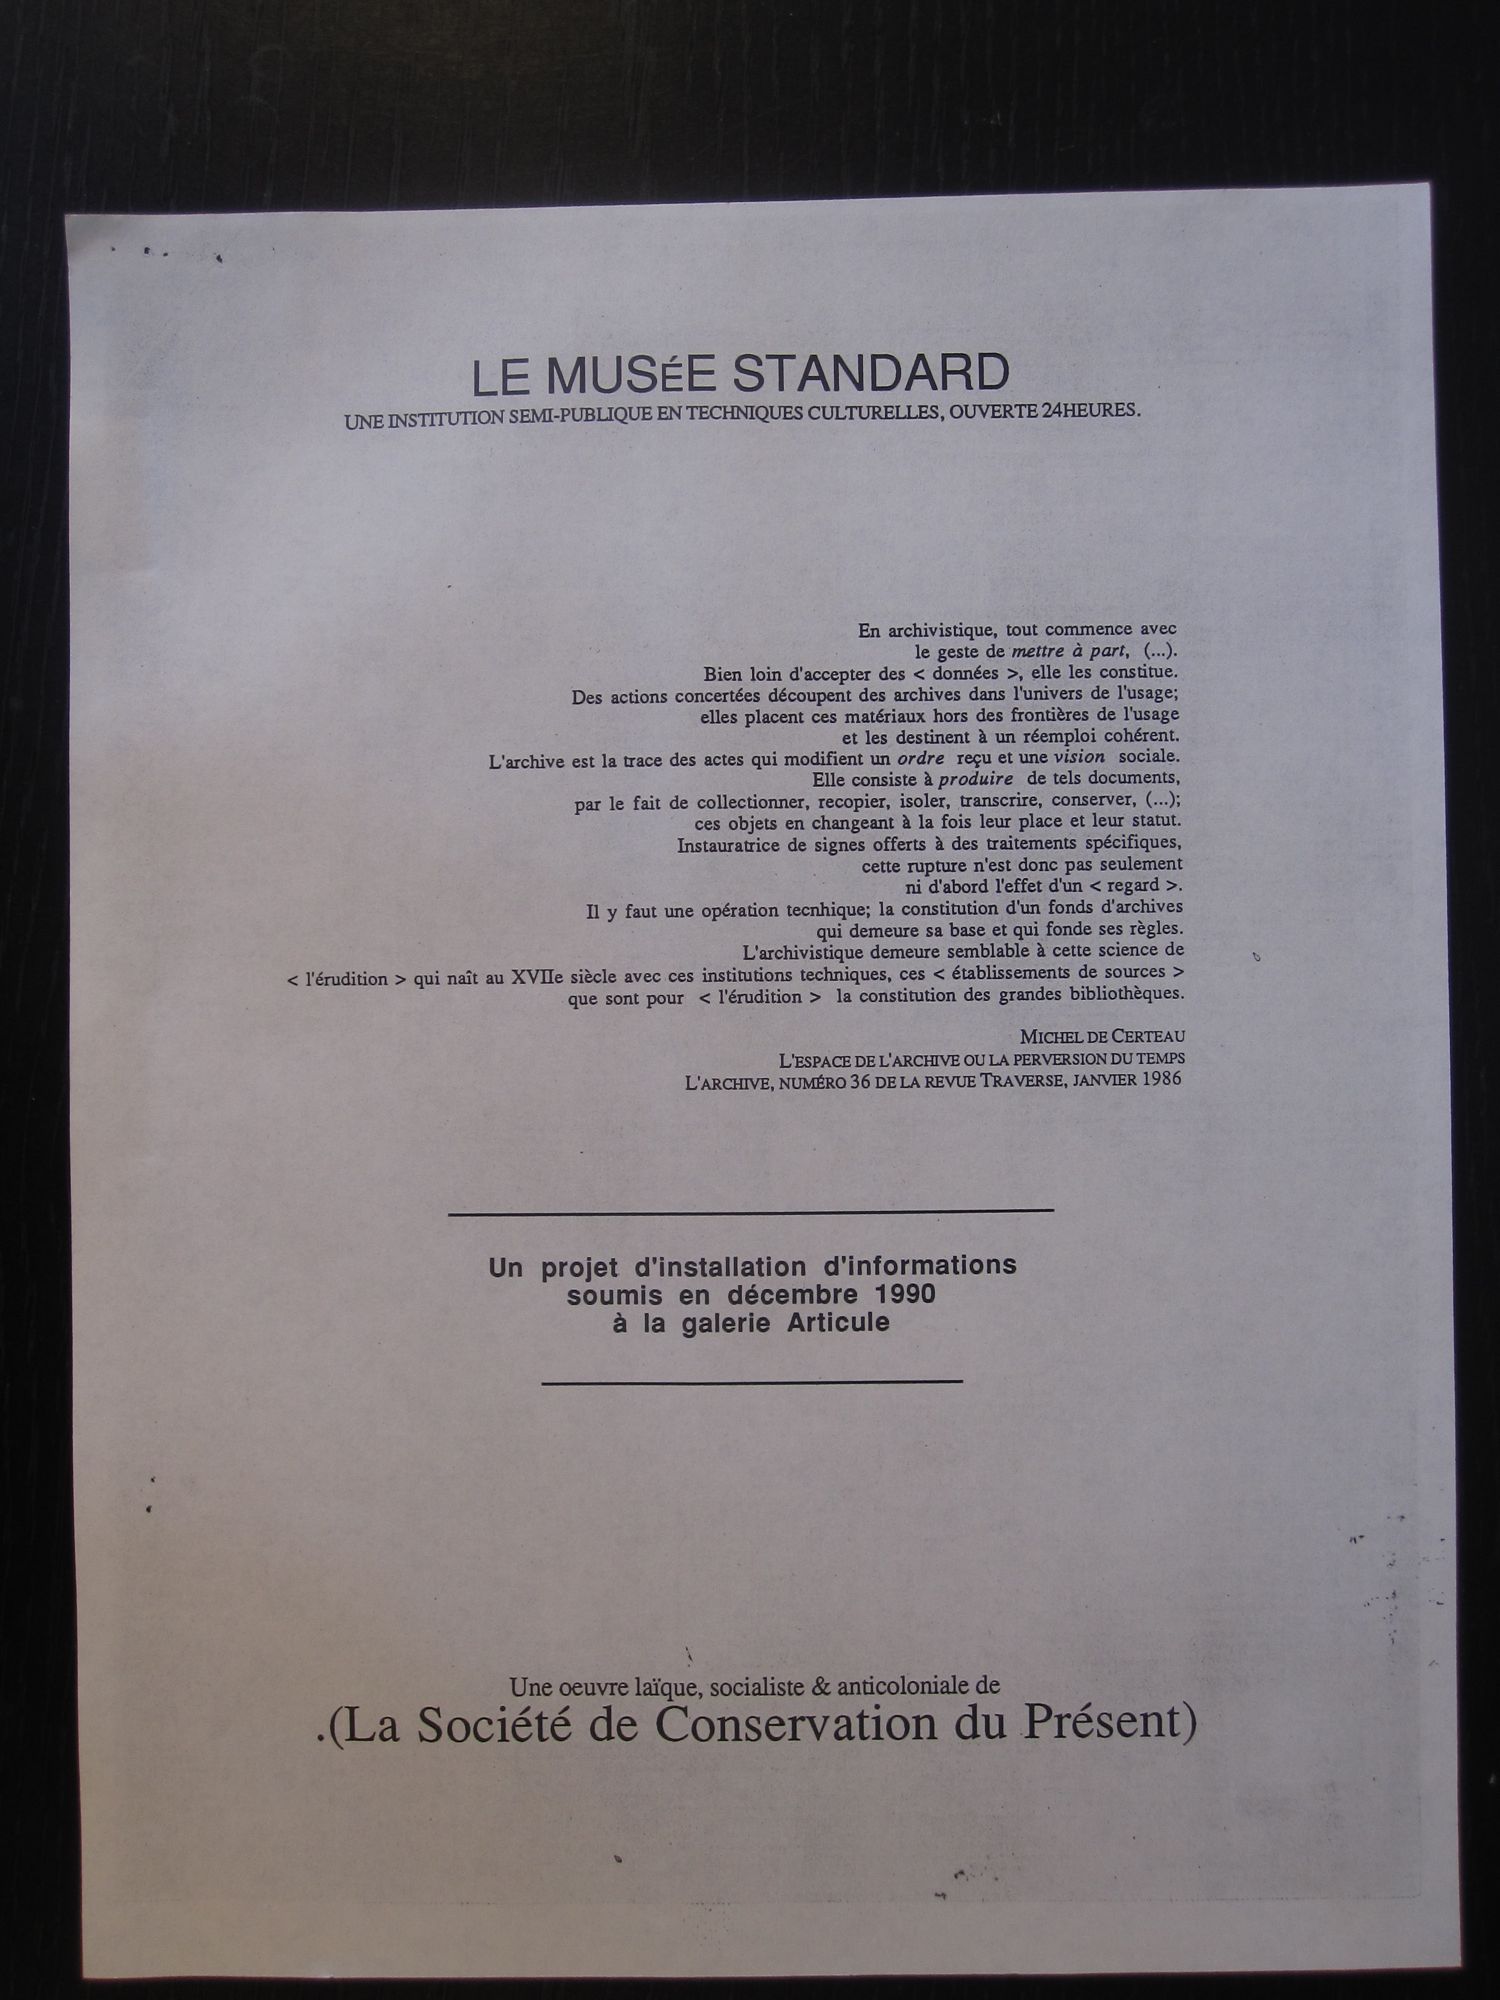 LE MUSéE STANDARD
UNE INSTITUTION SEMI-PUBLIQUE EN TECHNIQUES CULTURELLES, OUVERTE 24HEURES.
En archivistique, tout commence avec
le geste de mettre à part, (...).
Bien loin d'accepter des < données >, elle les constitue.
Des actions concertées découpent des archives dans l'univers de l'usage;
elles placent ces matériaux hors des frontières de l'usage
et les destinent à un réemploi cohérent.
L'archive est la trace des actes qui modifient un ordre reçu et une vision sociale.
Elle consiste à produire de tels documents,
par le fait de collectionner, recopier, isoler, transcrire, conserver, (...);
ces objets en changeant à la fois leur place et leur statut.
Instauratrice de signes offerts à des traitements spécifiques,
cette rupture n'est donc pas seulement
ni d'abord l'effet d'un < regard >.
Il y faut une opération tecnhique; la constitution d'un fonds d'archives
qui demeure sa base et qui fonde ses règles.
L'archivistique demeure semblable à cette science de
< l'érudition > qui naît au XVIIe siècle avec ces institutions techniques, ces < établissements de sources >
que sont pour < l'érudition > la constitution des grandes bibliothèques.
MICHEL DE CERTEAU
L'ESPACE DE L'ARCHIVE OU LA PERVERSION DU TEMPS
L'ARCHIVE, NUMÉRO 36 DE LA REVUE TRAVERSE, JANVIER 1986
Un projet d'installation d'informations
soumis en décembre 1990
à la galerie Articule
Une oeuvre laïque, socialiste & anticoloniale de
.(La Société de Conservation du Présent)